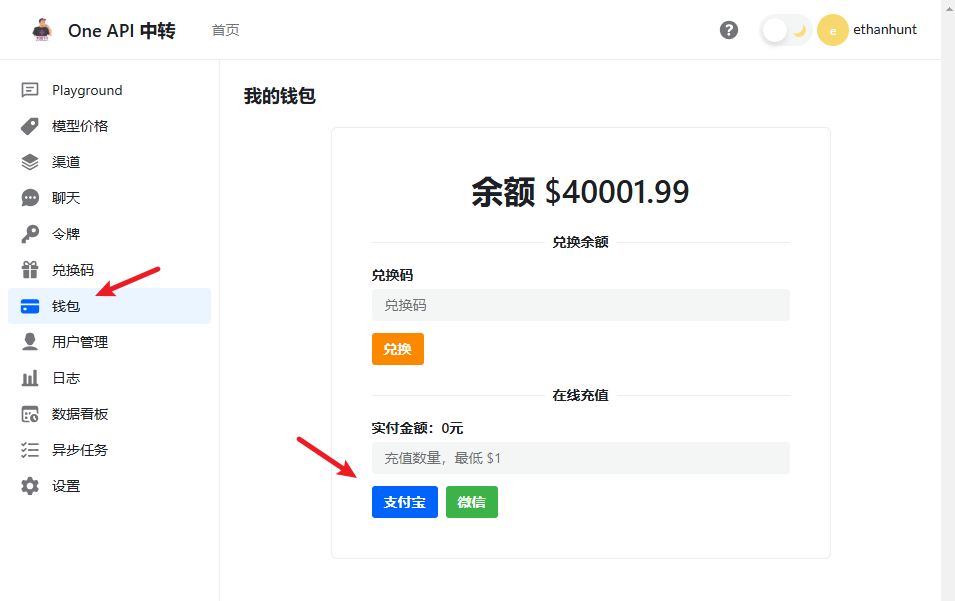 One API 中转
首页
?
e
ethanhunt
Playground
模型价格
渠道
聊天
令牌
兑换码
钱包
用户管理
日志
数据看板
异步任务
设置
我的钱包
余额 $40001.99
兑换余额
兑换码
兑换码
兑换
在线充值
实付金额：0元
充值数量，最低 $1
支付宝
微信